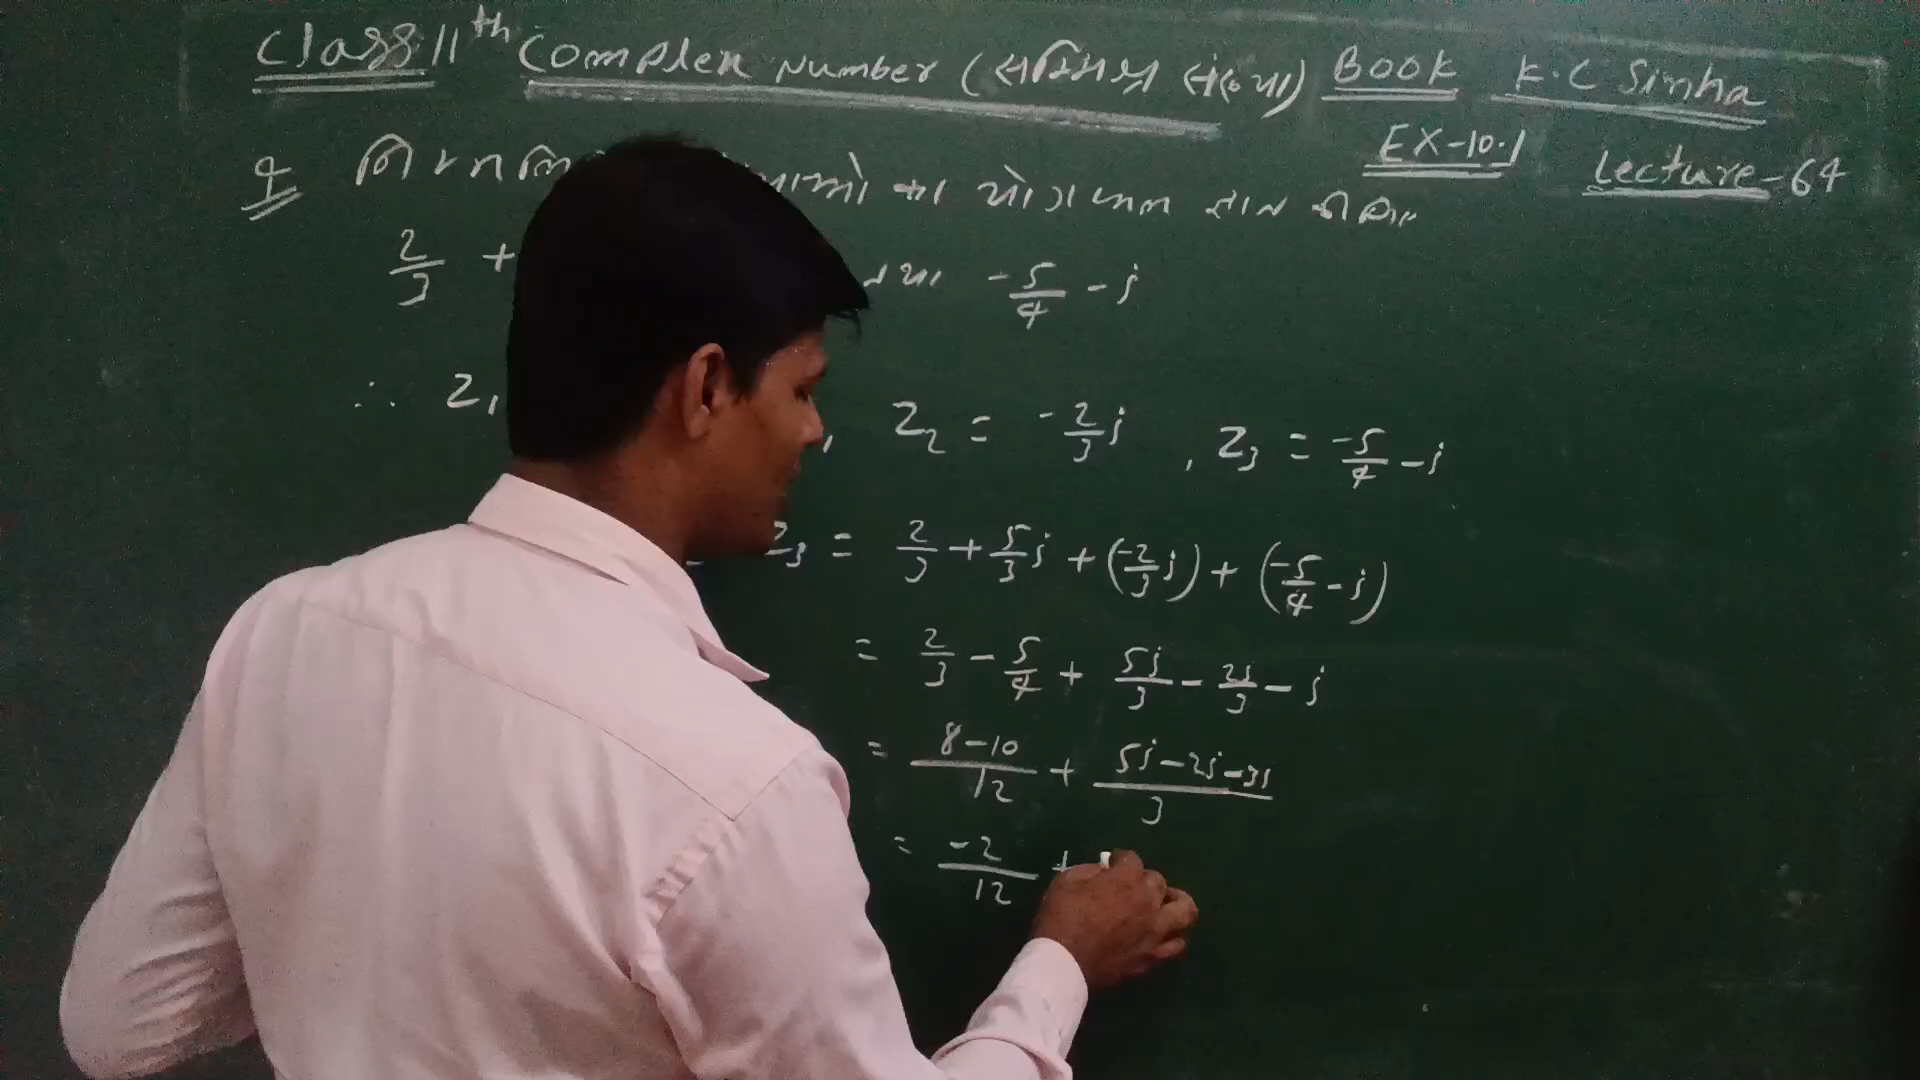 Class 11th Complex Number (सम्मिश्र संख्या) Book K.C Sinha
EX-10.1 Lecture-64
Q का योगफल ज्ञात कीजिए
2/3 + तथा -5/4 - i
∴ Z1 , Z2 = -2/3 i , Z3 = -5/4 - i
Z3 = 2/3 + 5/3 i + (-2/3 i) + (-5/4 - i)
= 2/3 - 5/4 + 5i/3 - 2i/3 - i
= 8-10/12 + 5i-2i-3i/3
= -2/12 +